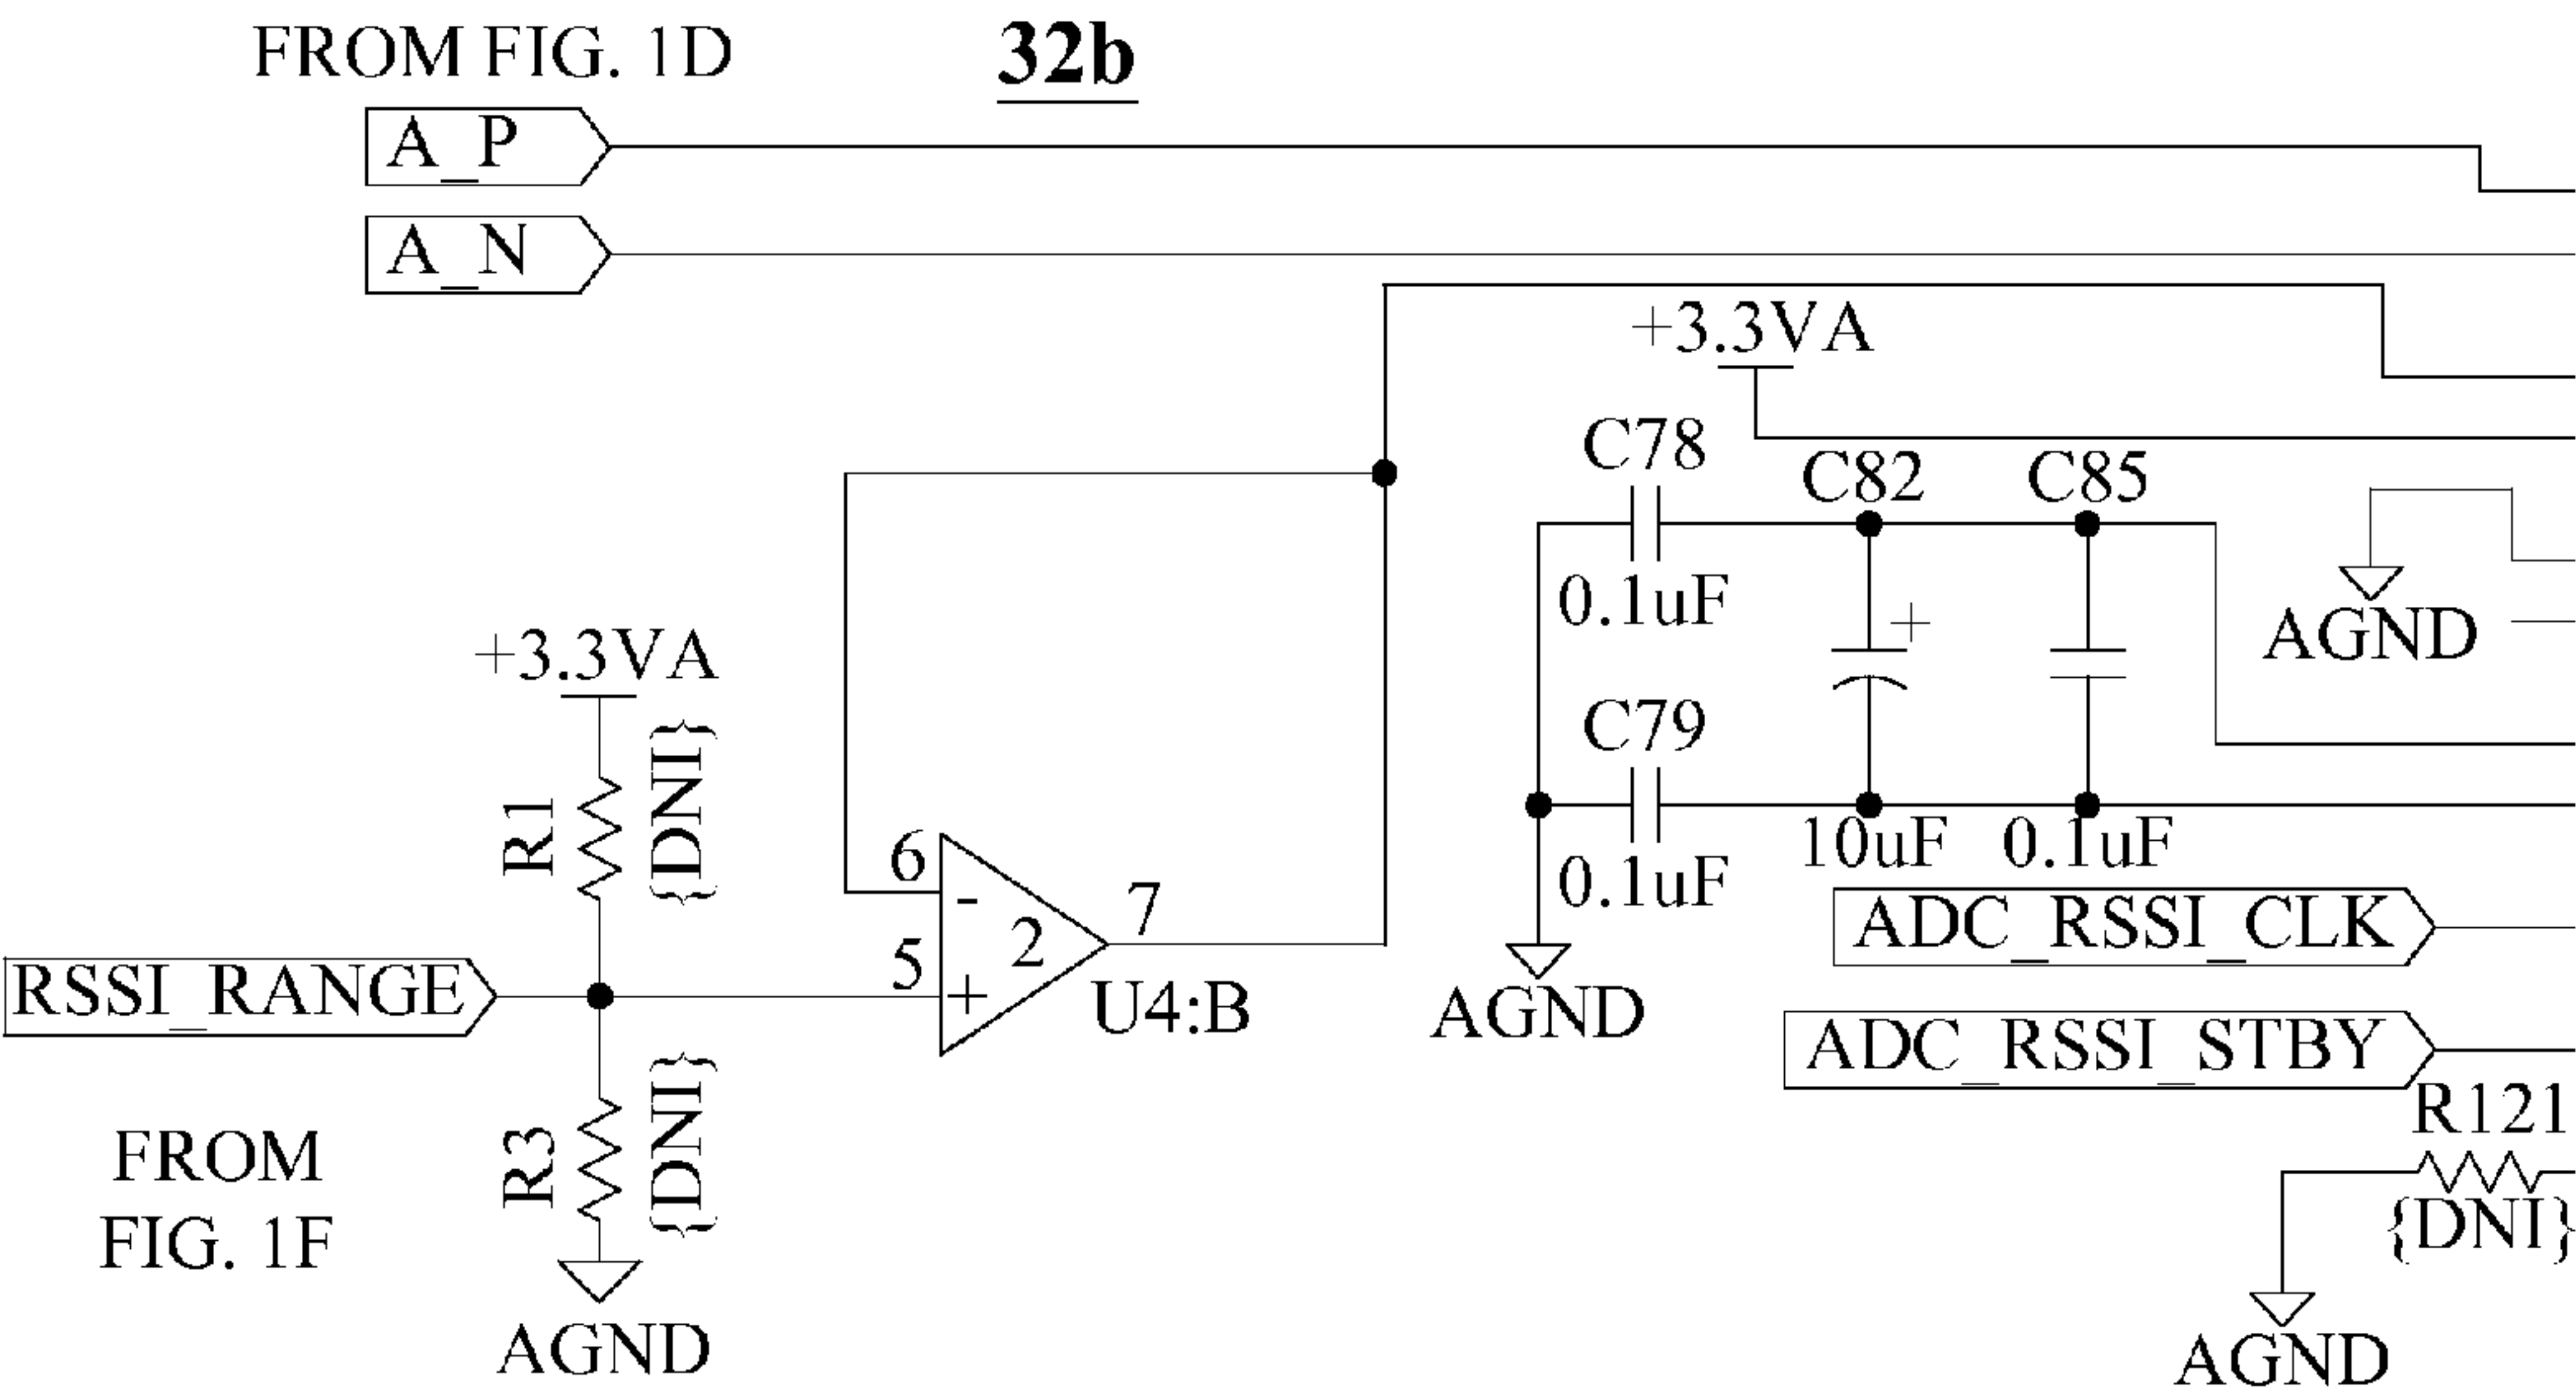 FROM FIG. 1D
32b
A_P
A_N
+3.3VA
C78
C82
C85
0.1uF
+
AGND
+3.3VA
{DNI}
R1
C79
10uF
0.1uF
0.1uF
6
-
7
2
5
+
U4:B
ADC_RSSI_CLK
RSSI_RANGE
AGND
ADC_RSSI_STBY
R121
{DNI}
R3
{DNI}
FROM
FIG. 1F
AGND
AGND